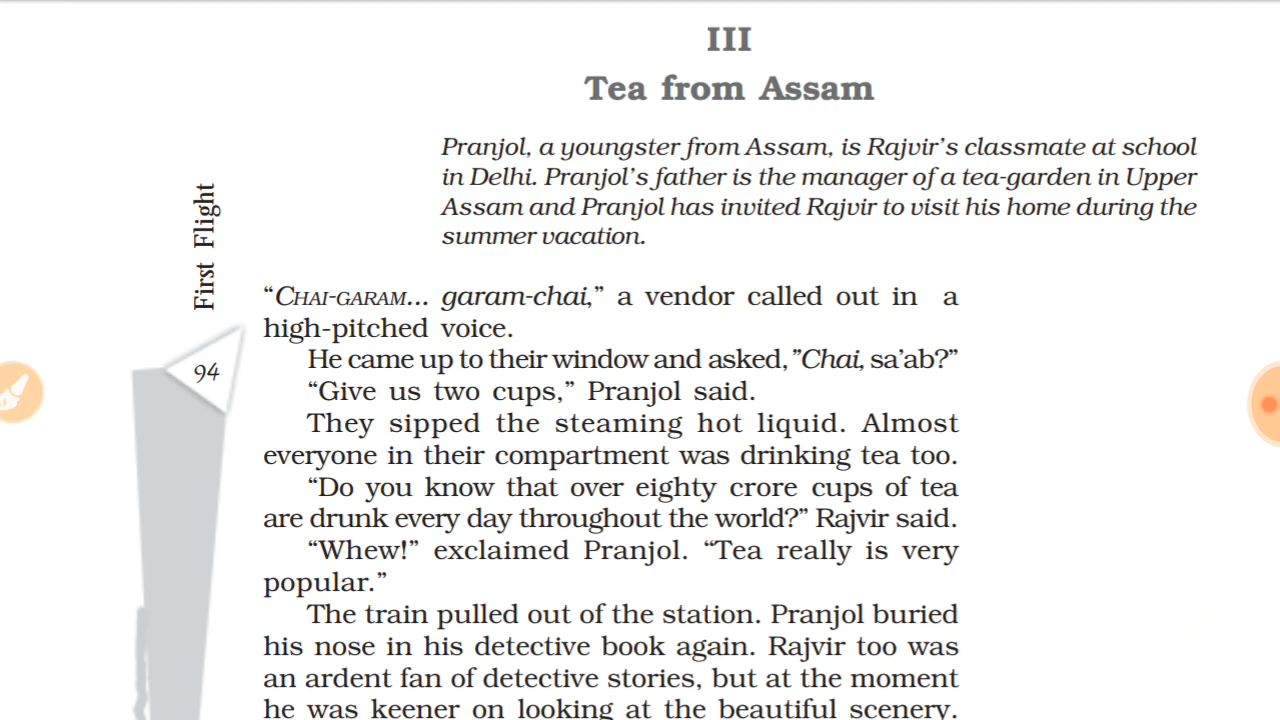 III
Tea from Assam
Pranjol, a youngster from Assam, is Rajvir's classmate at school
in Delhi. Pranjol's father is the manager of a tea-garden in Upper
Assam and Pranjol has invited Rajvir to visit his home during the
summer vacation.
First Flight
94
“CHAI-GARAM... garam-chai,” a vendor called out in a
high-pitched voice.
He came up to their window and asked, ”Chai, sa'ab?”
“Give us two cups,” Pranjol said.
They sipped the steaming hot liquid. Almost
everyone in their compartment was drinking tea too.
“Do you know that over eighty crore cups of tea
are drunk every day throughout the world?” Rajvir said.
“Whew!” exclaimed Pranjol. “Tea really is very
popular.”
The train pulled out of the station. Pranjol buried
his nose in his detective book again. Rajvir too was
an ardent fan of detective stories, but at the moment
he was keener on looking at the beautiful scenery.